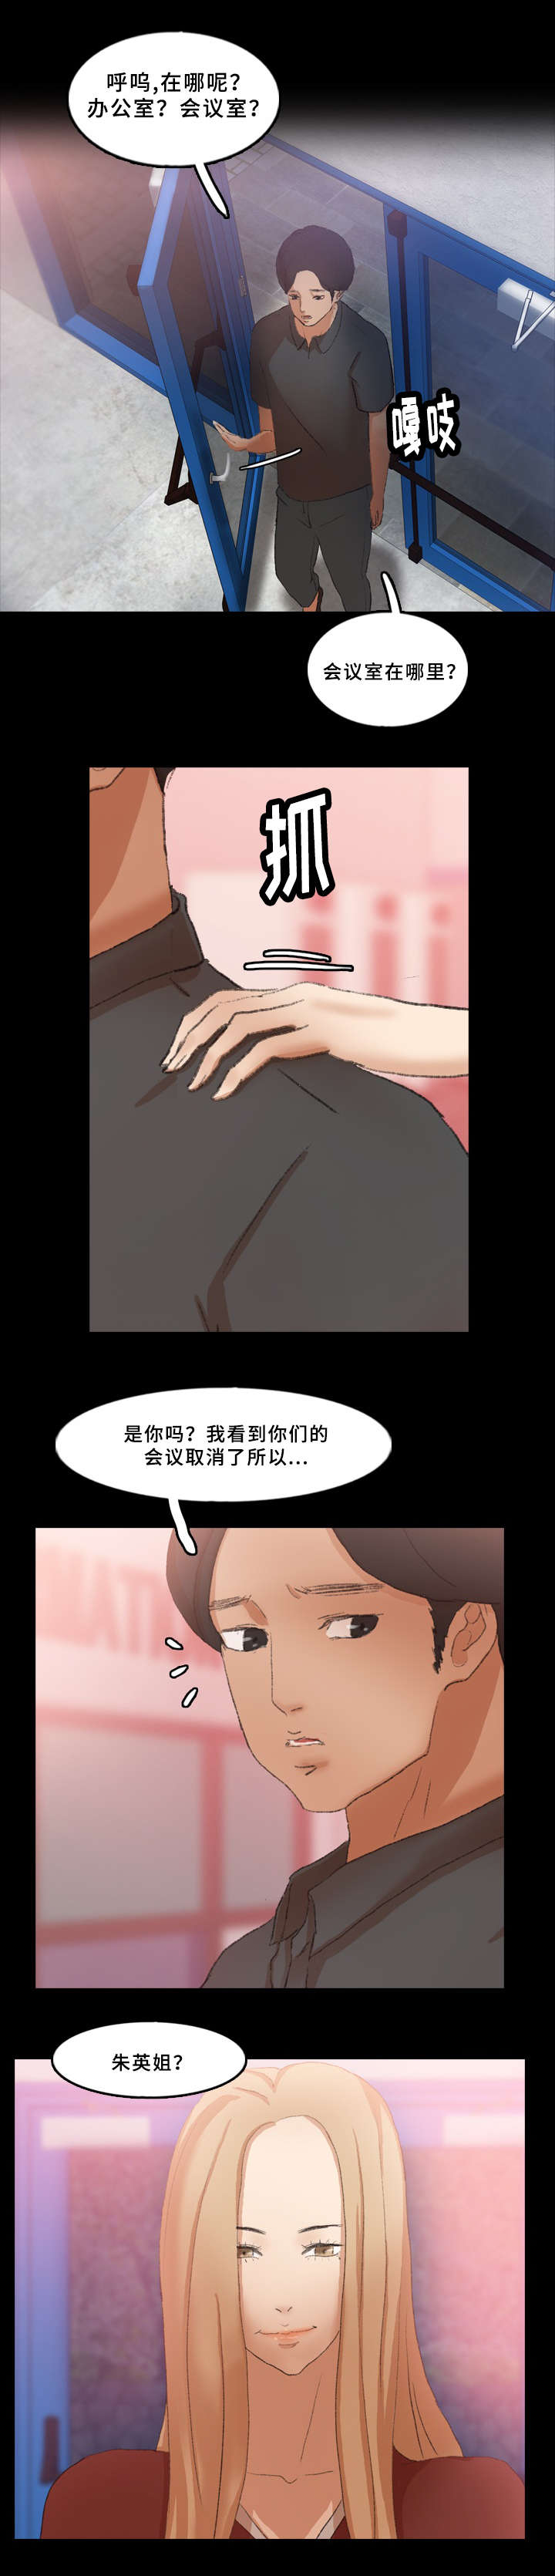 呼呜,在哪呢？
办公室？会议室？
嘎吱
会议室在哪里？
抓
是你吗？我看到你们的
会议取消了所以...
朱英姐？